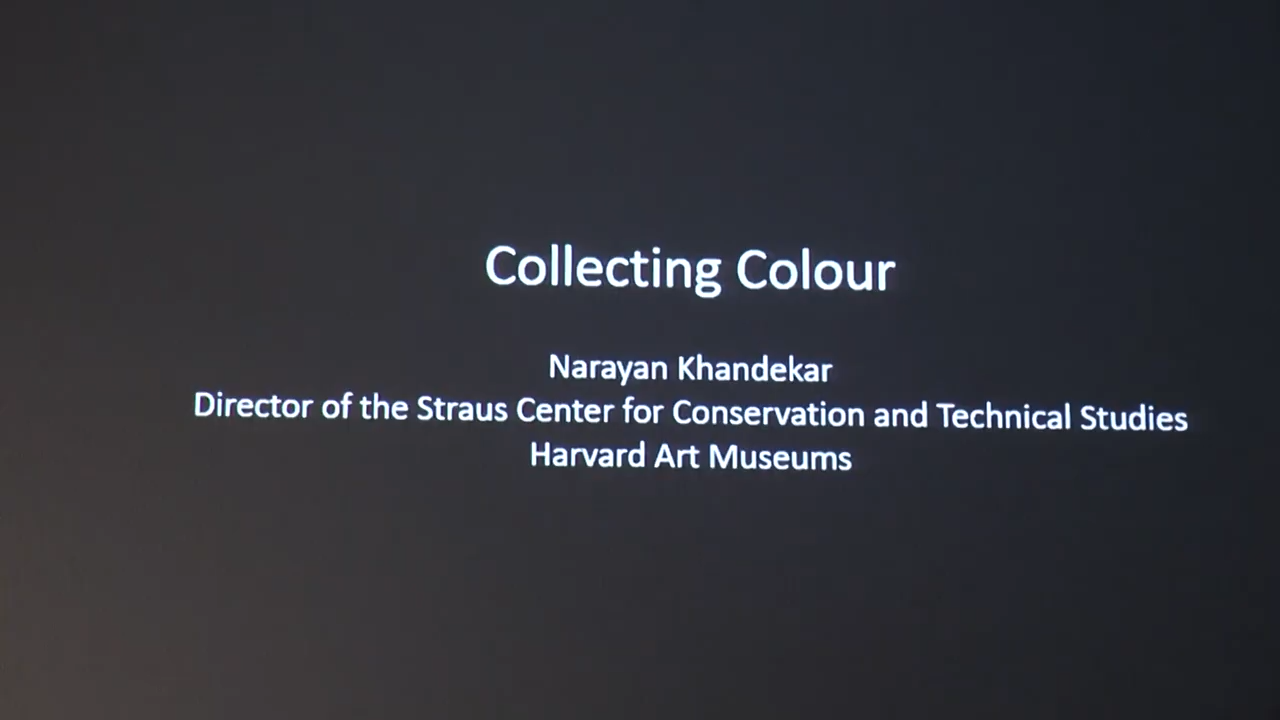 Collecting Colour
Narayan Khandekar
Director of the Straus Center for Conservation and Technical Studies
Harvard Art Museums